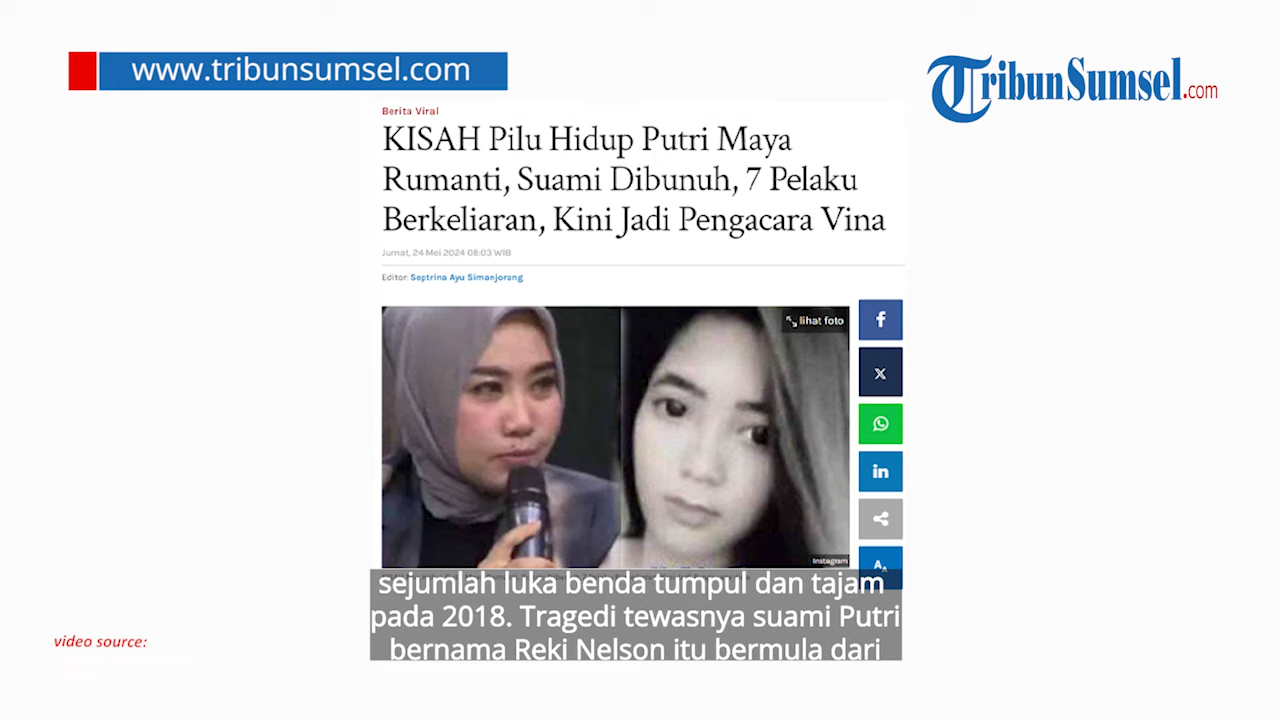 www.tribunsumsel.com
TribunSumsel.com
Berita Viral
KISAH Pilu Hidup Putri Maya
Rumanti, Suami Dibunuh, 7 Pelaku
Berkeliaran, Kini Jadi Pengacara Vina
Jumat, 24 Mei 2024 08:03 WIB
Editor: Septrina Ayu Simanjorang
lihat foto
Instagram
sejumlah luka benda tumpul dan tajam
pada 2018. Tragedi tewasnya suami Putri
bernama Reki Nelson itu bermula dari
video source: